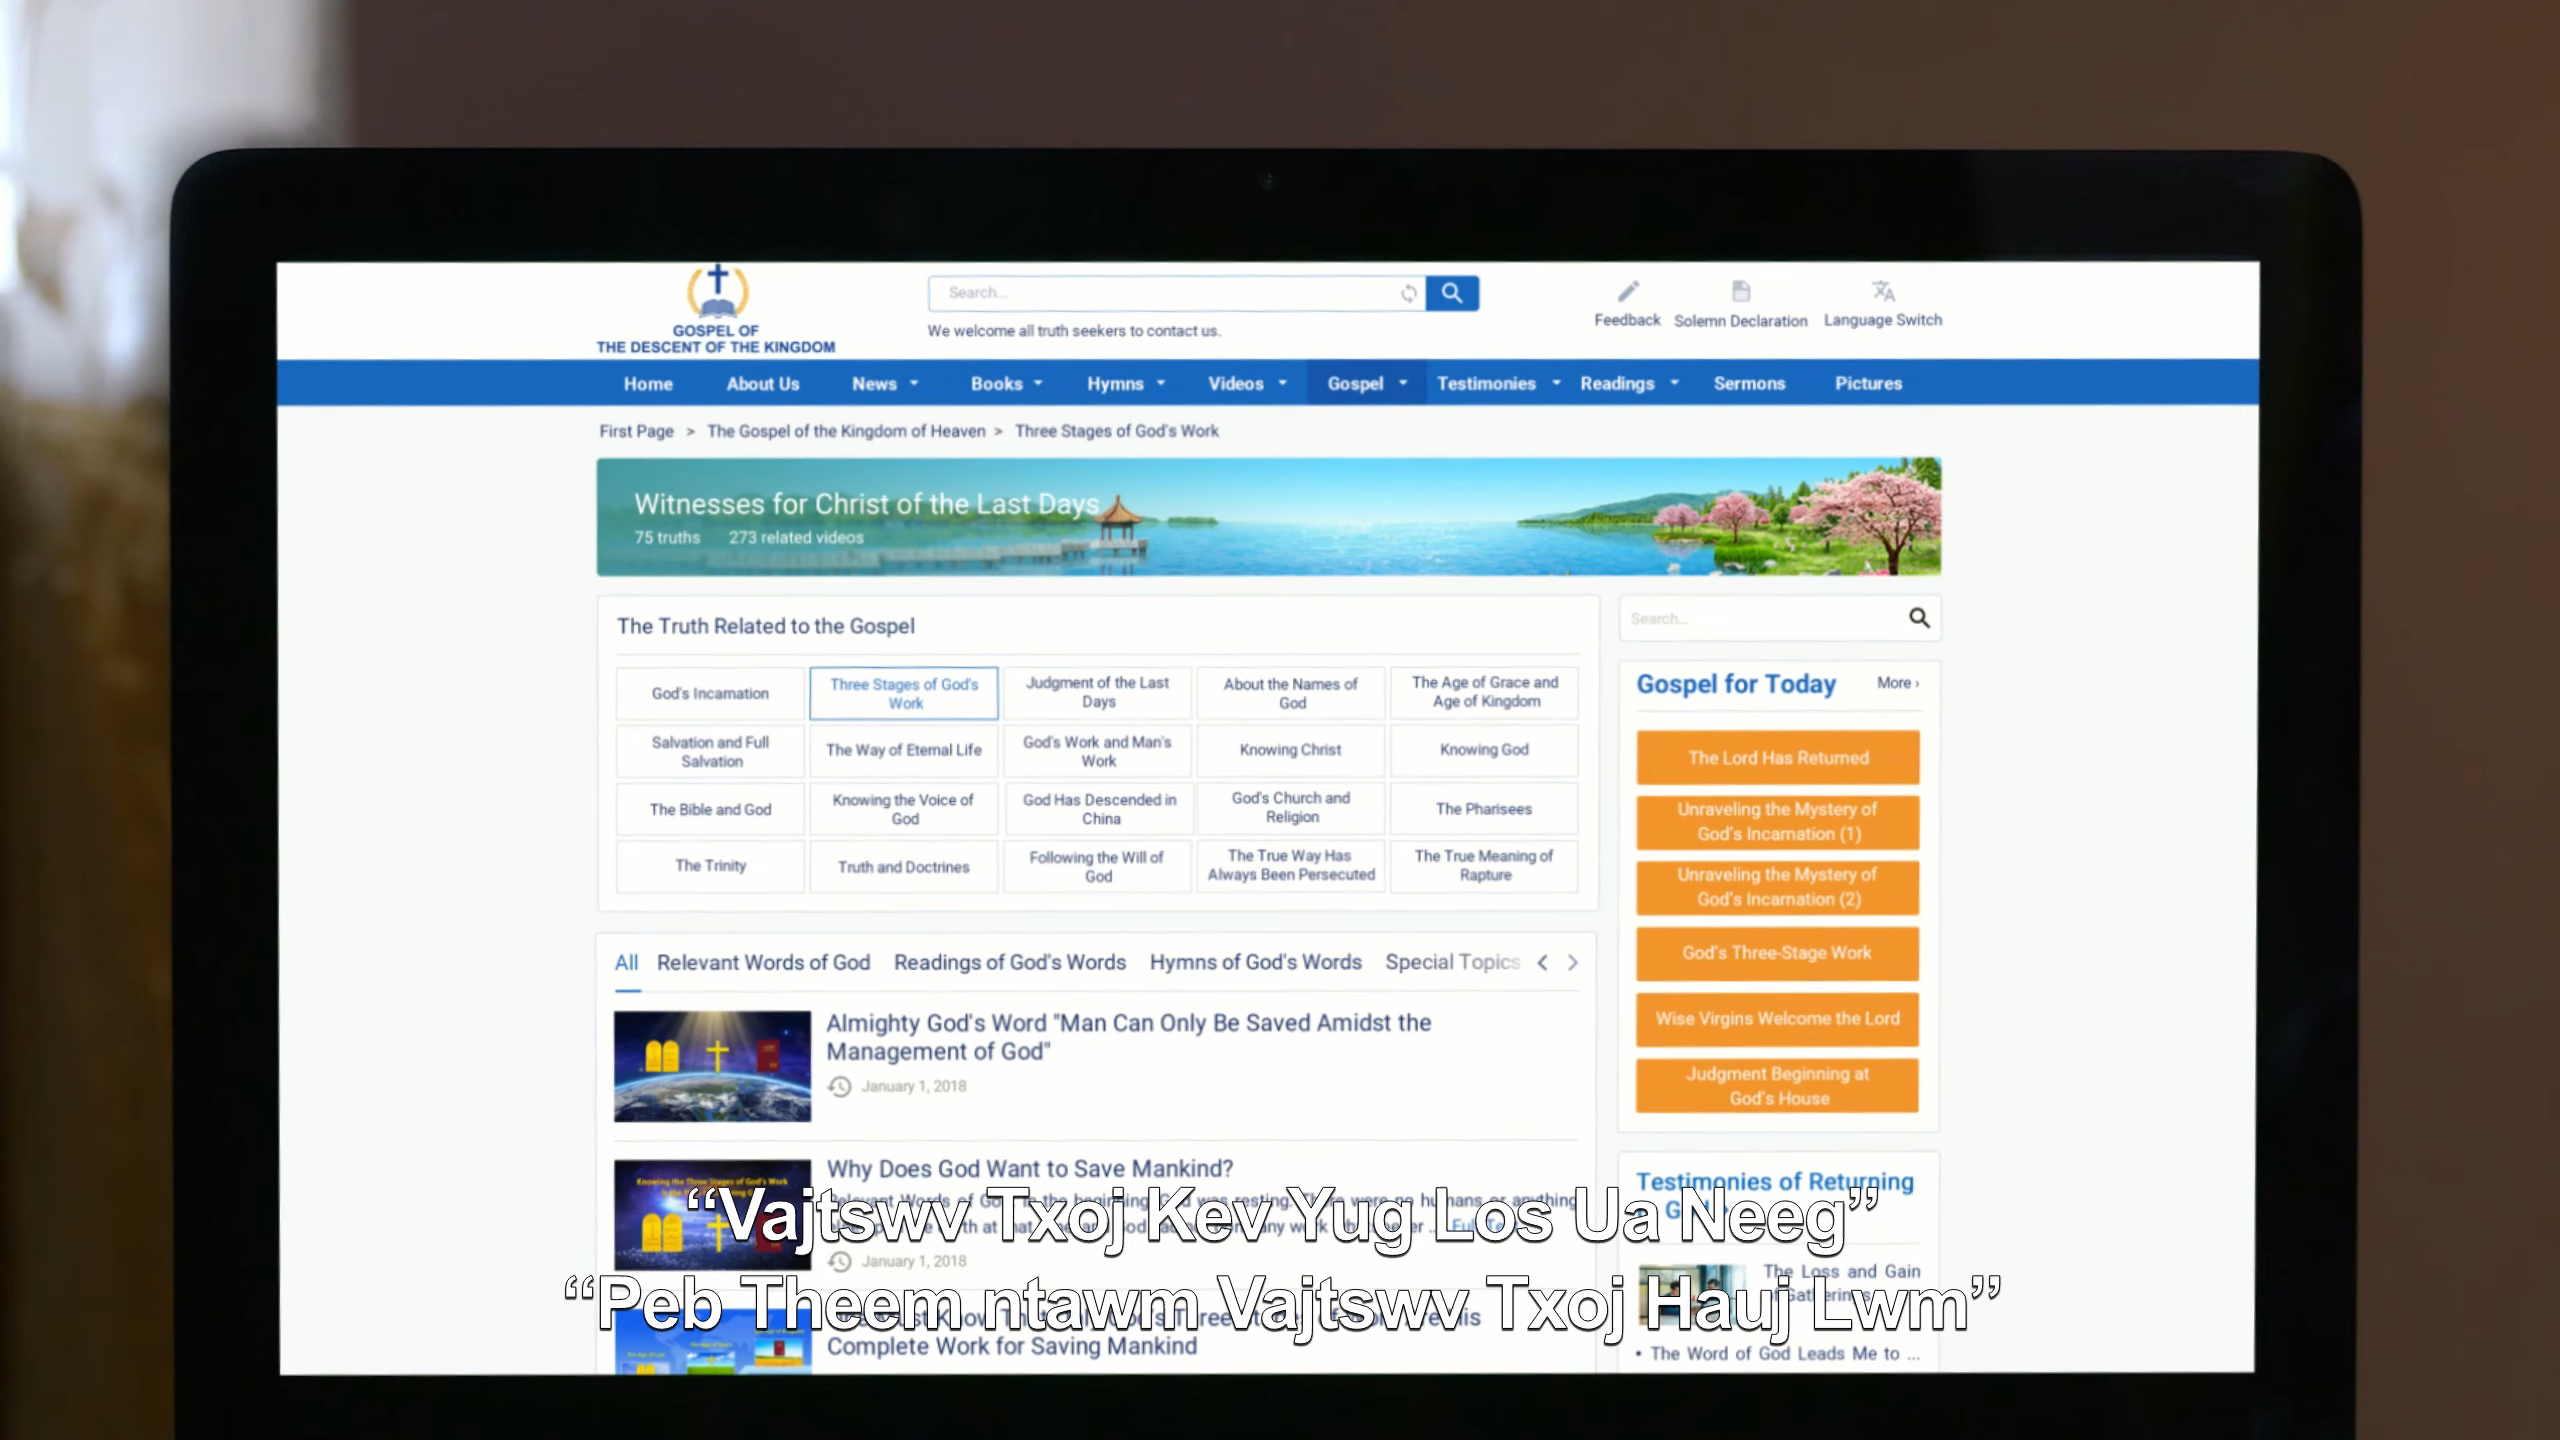 GOSPEL OF
THE DESCENT OF THE KINGDOM
Search...
We welcome all truth seekers to contact us.
Feedback
Solemn Declaration
Language Switch
Home
About Us
News
Books
Hymns
Videos
Gospel
Testimonies
Readings
Sermons
Pictures
First Page > The Gospel of the Kingdom of Heaven > Three Stages of God's Work
Witnesses for Christ of the Last Days
75 truths 273 related videos
The Truth Related to the Gospel
God's Incarnation
Three Stages of God's
Work
Judgment of the Last
Days
About the Names of
God
The Age of Grace and
Age of Kingdom
Salvation and Full
Salvation
The Way of Eternal Life
God's Work and Man's
Work
Knowing Christ
Knowing God
The Bible and God
Knowing the Voice of
God
God Has Descended in
China
God's Church and
Religion
The Pharisees
The Trinity
Truth and Doctrines
Following the Will of
God
The True Way Has
Always Been Persecuted
The True Meaning of
Rapture
All
Relevant Words of God
Readings of God's Words
Hymns of God's Words
Special Topics
Almighty God's Word "Man Can Only Be Saved Amidst the
Management of God"
January 1, 2018
Why Does God Want to Save Mankind?
January 1, 2018
Complete Work for Saving Mankind
Search...
Gospel for Today
More ›
The Lord Has Returned
Unraveling the Mystery of
God's Incarnation (1)
Unraveling the Mystery of
God's Incarnation (2)
God's Three-Stage Work
Wise Virgins Welcome the Lord
Judgment Beginning at
God's House
Testimonies of Returning
The Loss and Gain
• The Word of God Leads Me to ...
“Vajtswv Txoj Kev Yug Los Ua Neeg”
“Peb Theem ntawm Vajtswv Txoj Hauj Lwm”